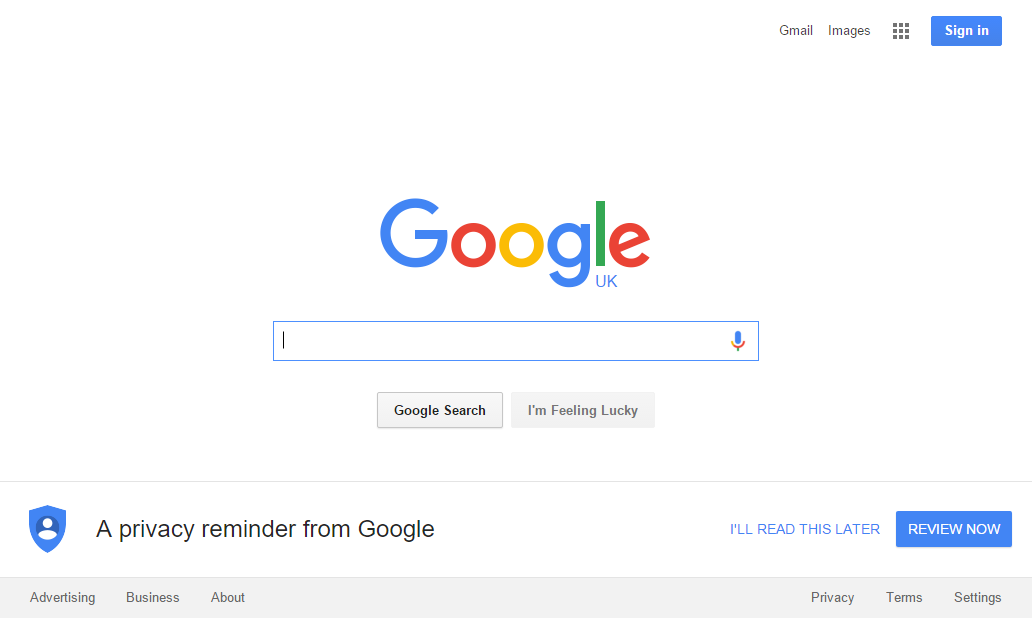 Gmail Images Sign in
Google
UK
Google Search I'm Feeling Lucky
A privacy reminder from Google I'LL READ THIS LATER REVIEW NOW
Advertising Business About Privacy Terms Settings